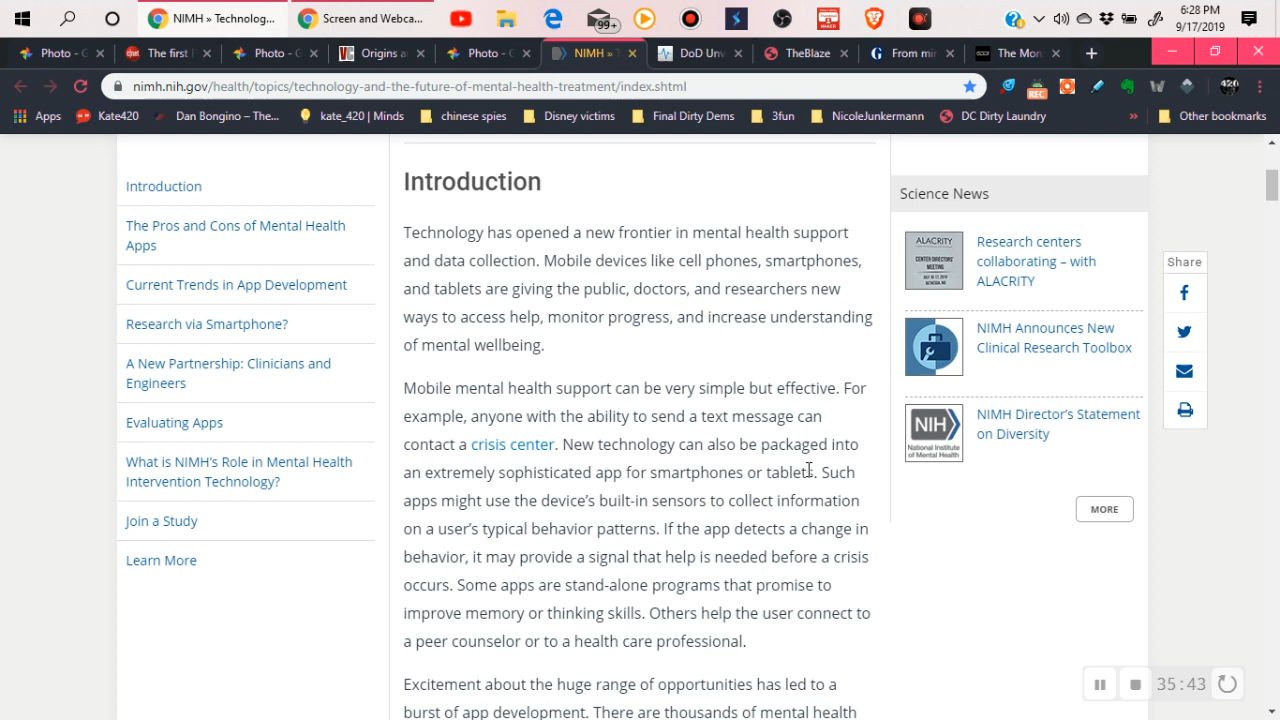 NIMH » Technolog...
Screen and Webca...
99+
6:28 PM
9/17/2019
Photo - G
The first
Photo - G
Origins a
Photo - G
NIMH » T
DoD Unv
TheBlaze
From min
The Mon
nimh.nih.gov/health/topics/technology-and-the-future-of-mental-health-treatment/index.shtml
REC
Apps
Kate420
Dan Bongino – The...
kate_420 | Minds
chinese spies
Disney victims
Final Dirty Dems
3fun
NicoleJunkermann
DC Dirty Laundry
»
Other bookmarks
Introduction
The Pros and Cons of Mental Health
Apps
Current Trends in App Development
Research via Smartphone?
A New Partnership: Clinicians and
Engineers
Evaluating Apps
What is NIMH's Role in Mental Health
Intervention Technology?
Join a Study
Learn More
Introduction
Technology has opened a new frontier in mental health support
and data collection. Mobile devices like cell phones, smartphones,
and tablets are giving the public, doctors, and researchers new
ways to access help, monitor progress, and increase understanding
of mental wellbeing.
Mobile mental health support can be very simple but effective. For
example, anyone with the ability to send a text message can
contact a crisis center. New technology can also be packaged into
an extremely sophisticated app for smartphones or tablets. Such
apps might use the device's built-in sensors to collect information
on a user's typical behavior patterns. If the app detects a change in
behavior, it may provide a signal that help is needed before a crisis
occurs. Some apps are stand-alone programs that promise to
improve memory or thinking skills. Others help the user connect to
a peer counselor or to a health care professional.
Excitement about the huge range of opportunities has led to a
burst of app development. There are thousands of mental health
Science News
ALACRITY
CENTER DIRECTORS'
MEETING
Research centers
collaborating – with
ALACRITY
NIMH Announces New
Clinical Research Toolbox
NIH
National Institute
of Mental Health
NIMH Director's Statement
on Diversity
MORE
Share
35:43